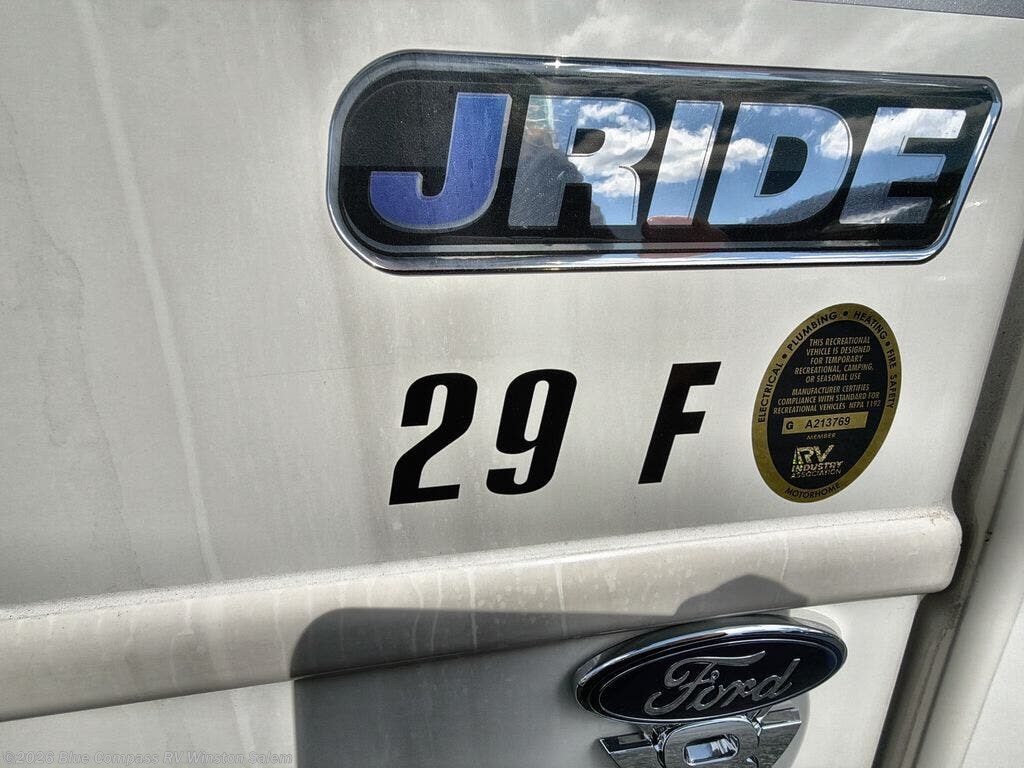 JRIDE
29 F
ELECTRICAL • PLUMBING • HEATING • FIRE SAFETY
THIS RECREATIONAL
VEHICLE IS DESIGNED
FOR TEMPORARY
RECREATIONAL, CAMPING,
OR SEASONAL USE
MANUFACTURER CERTIFIES
COMPLIANCE WITH STANDARD FOR
RECREATIONAL VEHICLES NFPA 1192
G A213769
MEMBER
RV
INDUSTRY
ASSOCIATION
MOTORHOME
Ford
V8
©2026 Blue Compass RV Winston Salem